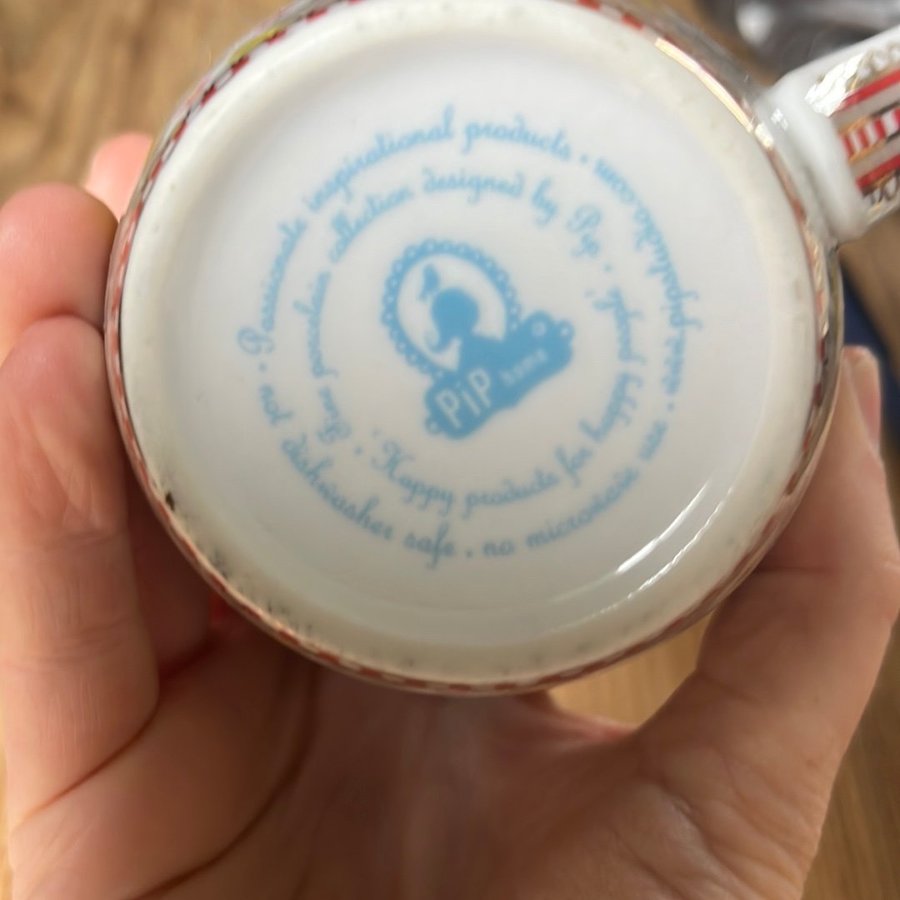 Passionate inspirational products • www.pipstudio.com • no microwave use • non dishwasher safe •
Fine porcelain collection designed by Pip •
Happy products for happy people •
PiP home